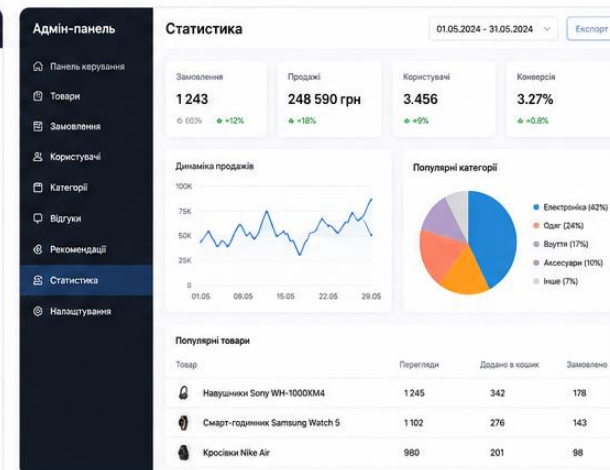 Адмін-панель
Панель керування
Товари
Замовлення
Користувачі
Категорії
Відгуки
Рекомендації
Статистика
Налаштування
Статистика
01.05.2024 - 31.05.2024
Експорт
Замовлення
1 243
+12%
Продажі
248 590 грн
+18%
Користувачі
3.456
+9%
Конверсія
3.27%
+0.8%
Динаміка продажів
100K
75K
50K
25K
0
01.05 08.05 15.05 22.05 29.05
Популярні категорії
Електроніка (42%)
Одяг (24%)
Взуття (17%)
Аксесуари (10%)
Інше (7%)
Популярні товари
Товар Перегляди Додано в кошик Замовлено
Навушники Sony WH-1000XM4 1 245 342 178
Смарт-годинник Samsung Watch 5 1 102 276 143
Кросівки Nike Air 980 201 98